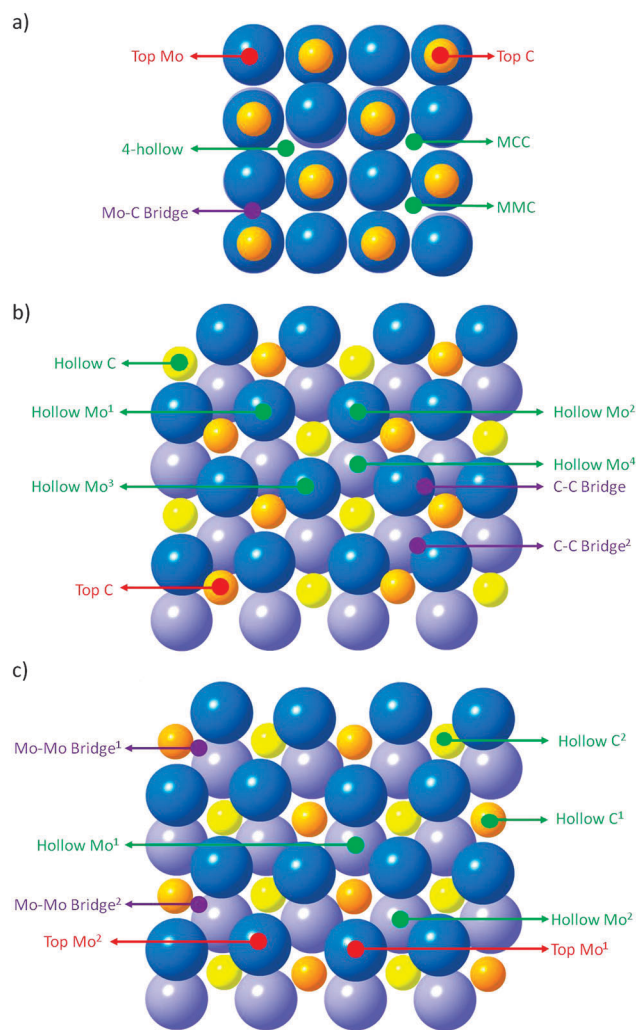 a)
Top Mo
Top C
4-hollow
MCC
Mo-C Bridge
MMC
b)
Hollow C
Hollow Mo¹
Hollow Mo²
Hollow Mo⁴
Hollow Mo³
C-C Bridge
C-C Bridge²
Top C
c)
Mo-Mo Bridge¹
Hollow C²
Hollow C¹
Hollow Mo¹
Mo-Mo Bridge²
Hollow Mo²
Top Mo²
Top Mo¹